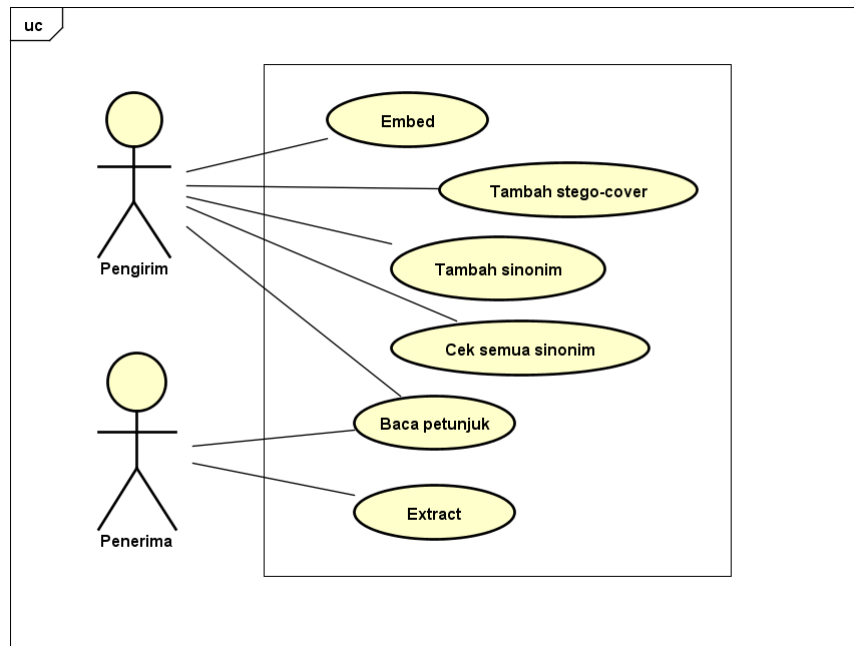 uc
Embed
Tambah stego-cover
Pengirim
Tambah sinonim
Cek semua sinonim
Baca petunjuk
Extract
Penerima